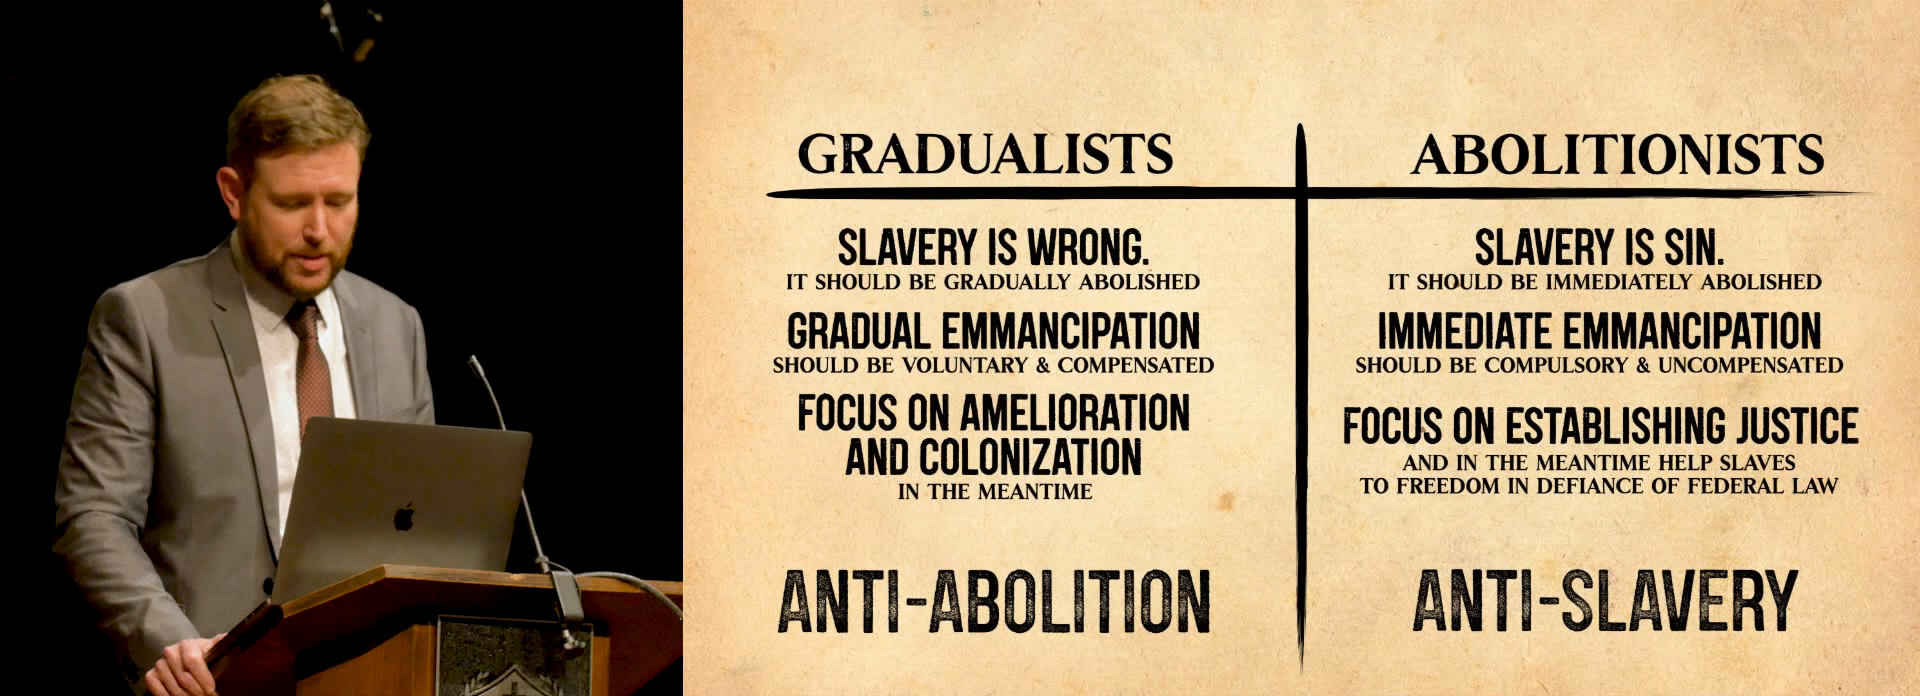 GRADUALISTS
SLAVERY IS WRONG.
IT SHOULD BE GRADUALLY ABOLISHED
GRADUAL EMMANCIPATION
SHOULD BE VOLUNTARY & COMPENSATED
FOCUS ON AMELIORATION
AND COLONIZATION
IN THE MEANTIME
ANTI-ABOLITION
ABOLITIONISTS
SLAVERY IS SIN.
IT SHOULD BE IMMEDIATELY ABOLISHED
IMMEDIATE EMMANCIPATION
SHOULD BE COMPULSORY & UNCOMPENSATED
FOCUS ON ESTABLISHING JUSTICE
AND IN THE MEANTIME HELP SLAVES
TO FREEDOM IN DEFIANCE OF FEDERAL LAW
ANTI-SLAVERY